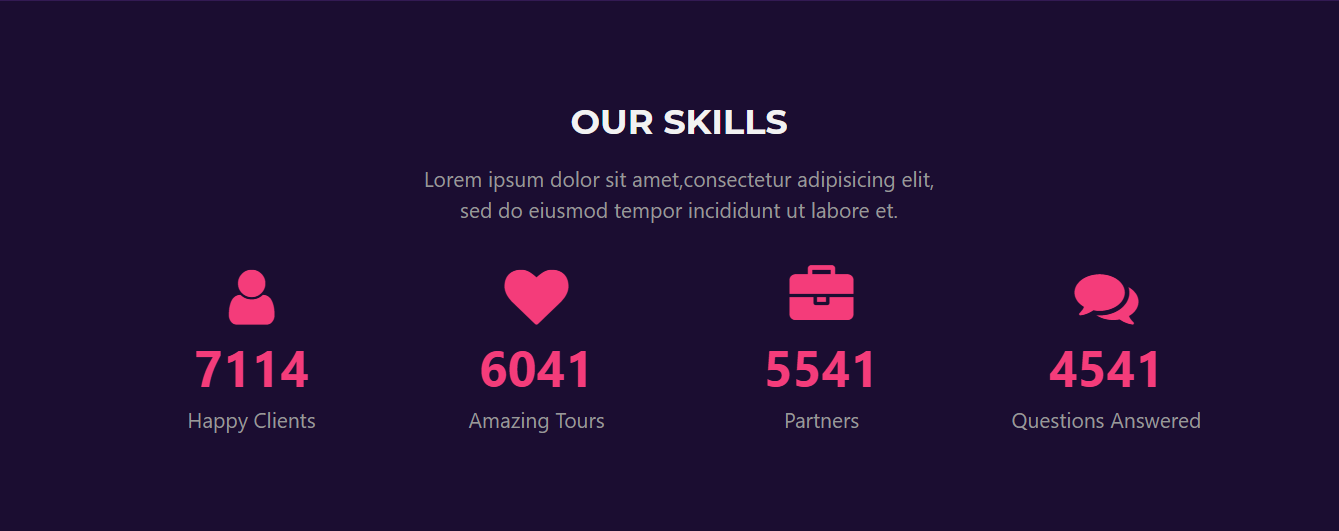 OUR SKILLS
Lorem ipsum dolor sit amet,consectetur adipisicing elit,
sed do eiusmod tempor incididunt ut labore et.
7114
6041
5541
4541
Happy Clients
Amazing Tours
Partners
Questions Answered